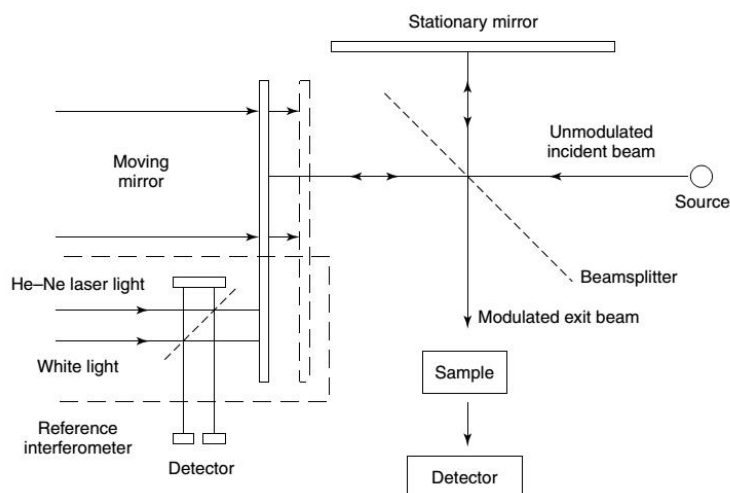 Stationary mirror
Unmodulated
incident beam
Moving
mirror
Source
He–Ne laser light
Beamsplitter
Modulated exit beam
White light
Sample
Reference
interferometer
Detector
Detector